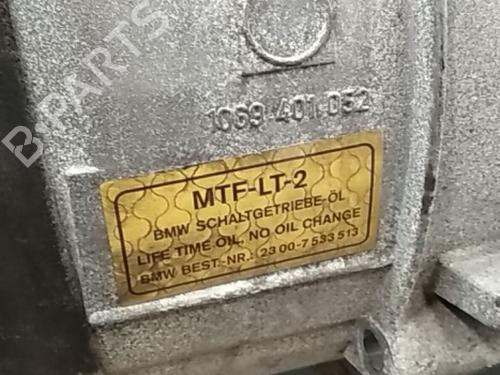 B-PARTS
1069 401 052
MTF-LT-2
BMW SCHALTGETRIEBE-ÖL
LIFE TIME OIL, NO OIL CHANGE
BMW BEST.-NR.: 23 00-7 533 513